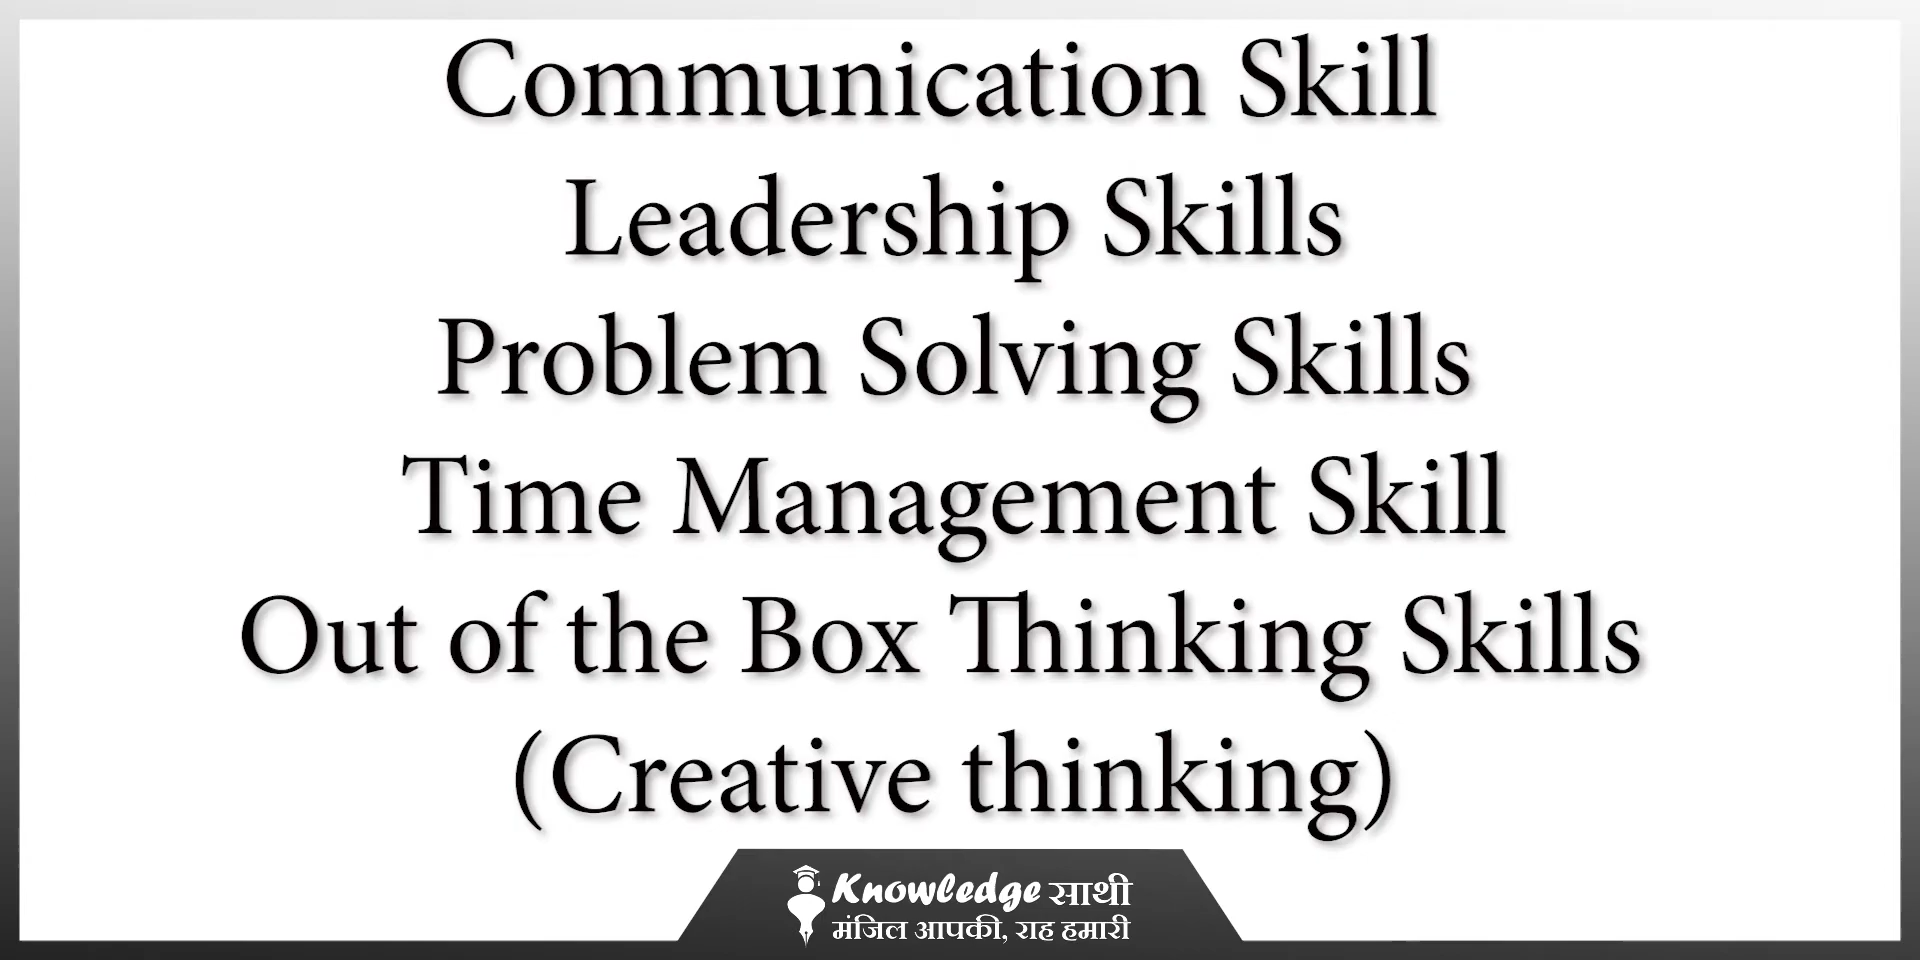 Communication Skill
Leadership Skills
Problem Solving Skills
Time Management Skill
Out of the Box Thinking Skills
(Creative thinking)
Knowledge साथी
मंजिल आपकी, राह हमारी